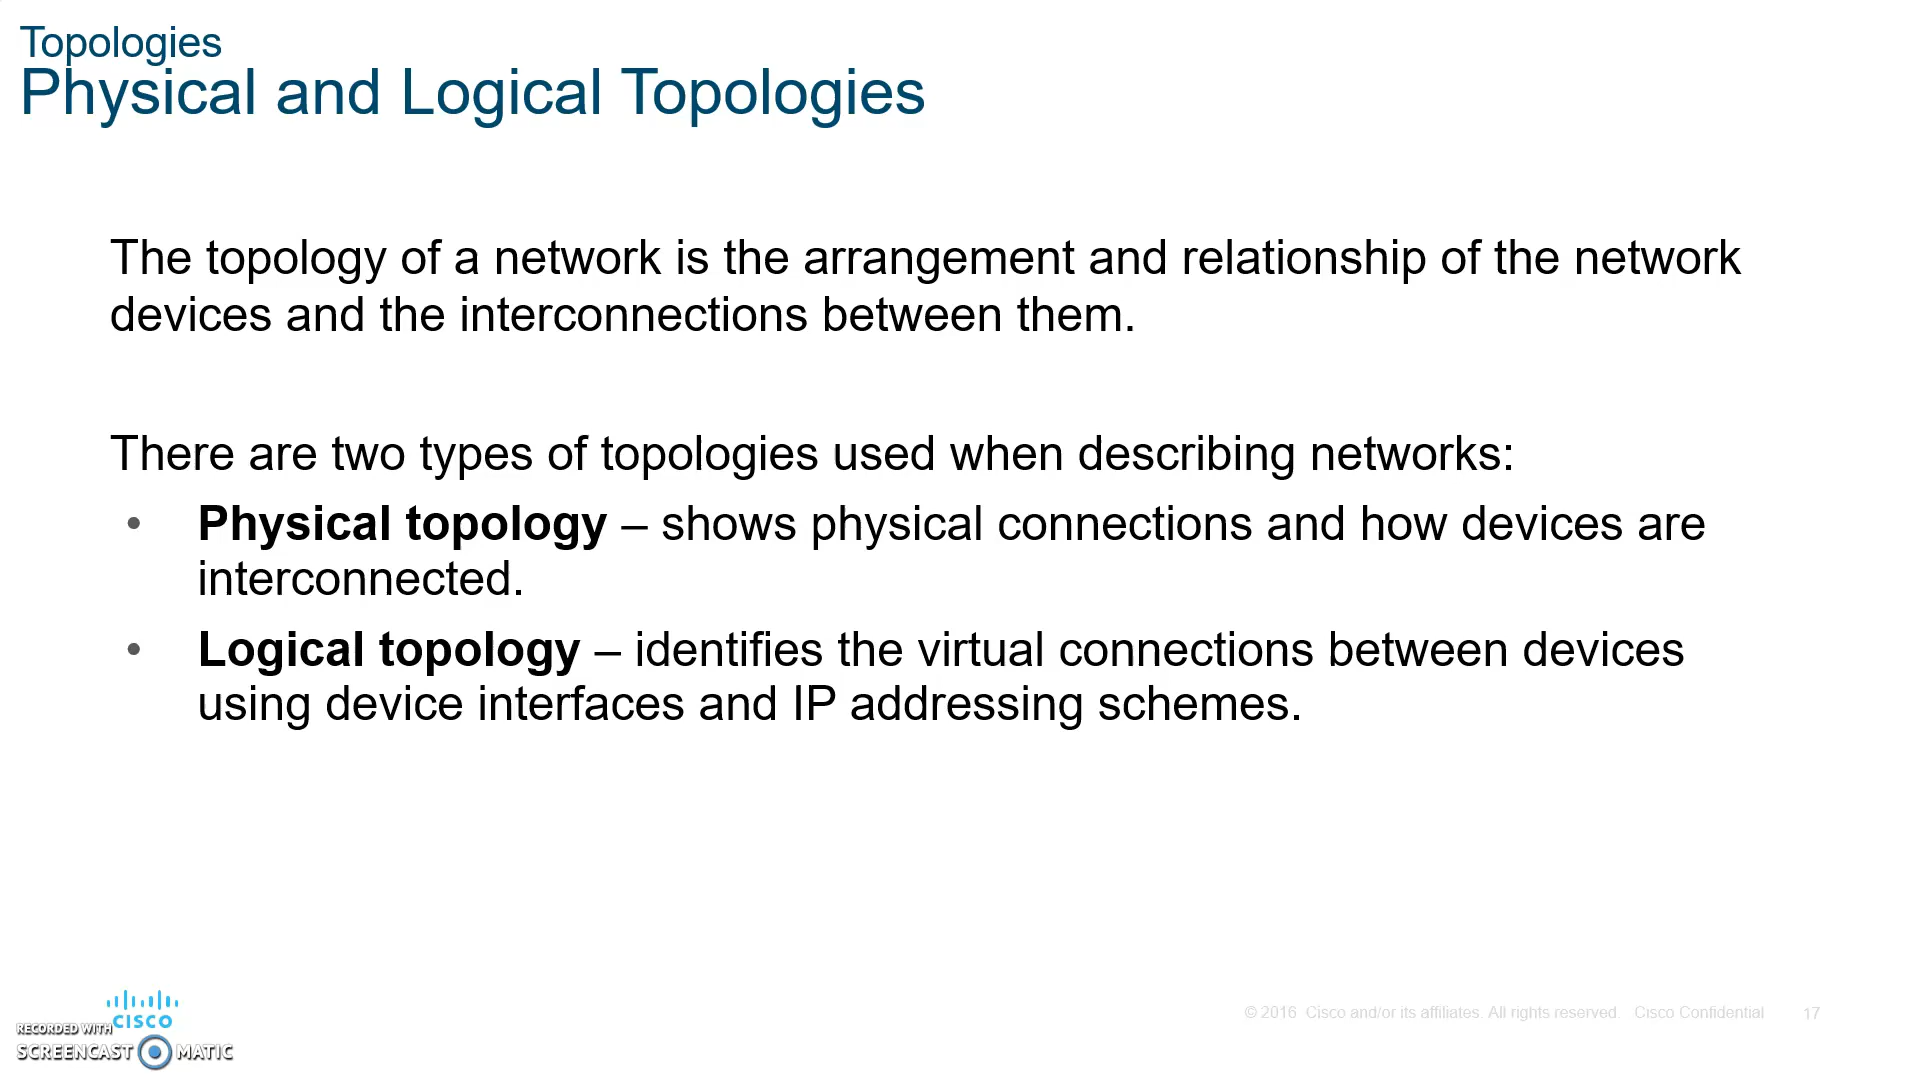 Topologies
Physical and Logical Topologies
The topology of a network is the arrangement and relationship of the network
devices and the interconnections between them.
There are two types of topologies used when describing networks:
• Physical topology – shows physical connections and how devices are
interconnected.
• Logical topology – identifies the virtual connections between devices
using device interfaces and IP addressing schemes.
CISCO
RECORDED WITH
SCREENCAST MATIC
© 2016 Cisco and/or its affiliates. All rights reserved. Cisco Confidential 17